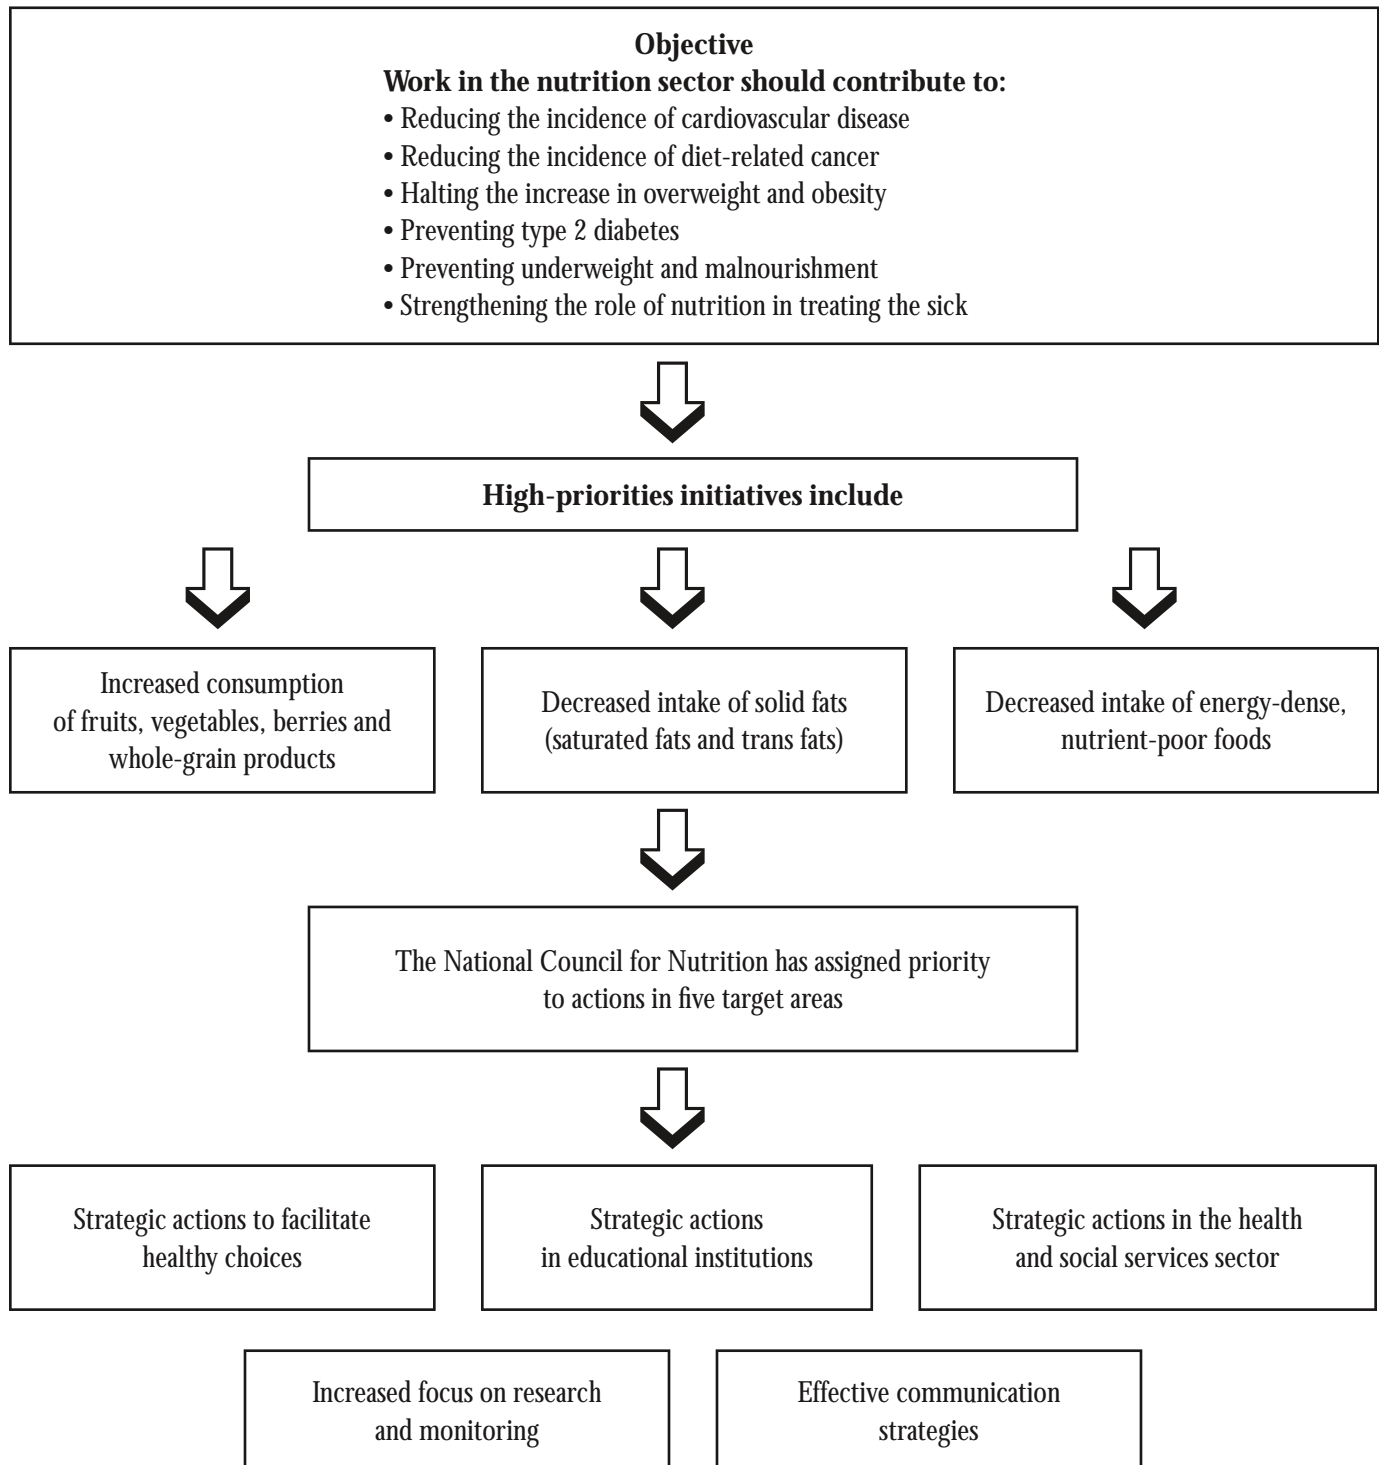 Objective
Work in the nutrition sector should contribute to:
• Reducing the incidence of cardiovascular disease
• Reducing the incidence of diet-related cancer
• Halting the increase in overweight and obesity
• Preventing type 2 diabetes
• Preventing underweight and malnourishment
• Strengthening the role of nutrition in treating the sick
High-priorities initiatives include
Increased consumption
of fruits, vegetables, berries and
whole-grain products
Decreased intake of solid fats
(saturated fats and trans fats)
Decreased intake of energy-dense,
nutrient-poor foods
The National Council for Nutrition has assigned priority
to actions in five target areas
Strategic actions to facilitate
healthy choices
Strategic actions
in educational institutions
Strategic actions in the health
and social services sector
Increased focus on research
and monitoring
Effective communication
strategies